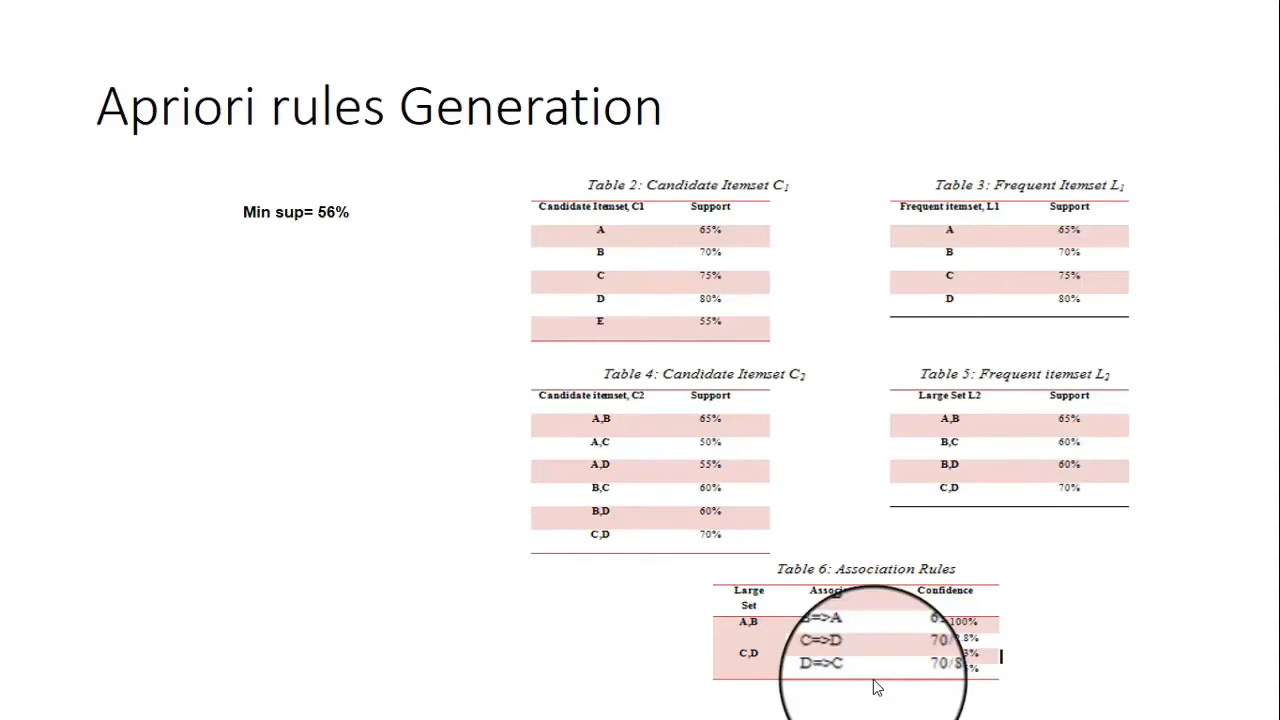 Apriori rules Generation
Min sup= 56%
Table 2: Candidate Itemset C1
Candidate Itemset, C1 Support
A 65%
B 70%
C 75%
D 80%
E 55%
Table 3: Frequent Itemset L1
Frequent itemset, L1 Support
A 65%
B 70%
C 75%
D 80%
Table 4: Candidate Itemset C2
Candidate itemset, C2 Support
A,B 65%
A,C 50%
A,D 55%
B,C 60%
B,D 60%
C,D 70%
Table 5: Frequent itemset L2
Large Set L2 Support
A,B 65%
B,C 60%
B,D 60%
C,D 70%
Table 6: Association Rules
Large Confidence
Set
A,B 100%
C=>D 70
C,D
D=>C 70/8